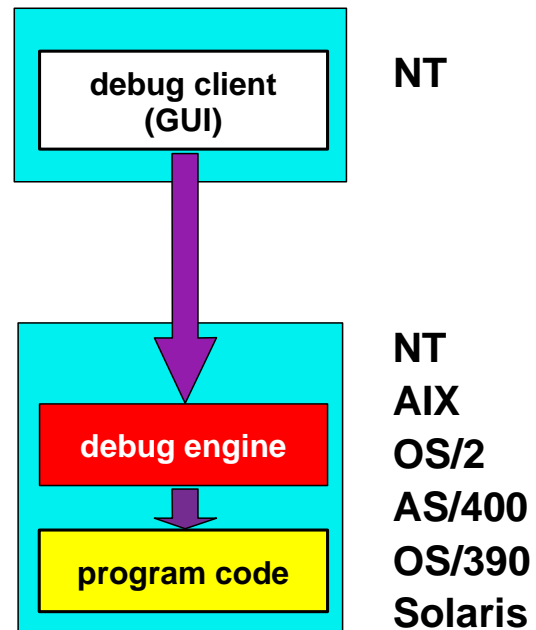 debug client
(GUI)
NT
debug engine
program code
NT
AIX
OS/2
AS/400
OS/390
Solaris